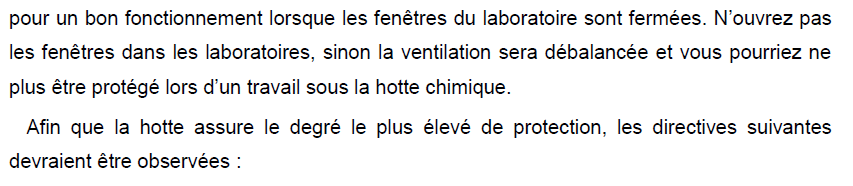 pour un bon fonctionnement lorsque les fenêtres du laboratoire sont fermées. N’ouvrez pas
les fenêtres dans les laboratoires, sinon la ventilation sera débalancée et vous pourriez ne
plus être protégé lors d’un travail sous la hotte chimique.
Afin que la hotte assure le degré le plus élevé de protection, les directives suivantes
devraient être observées :